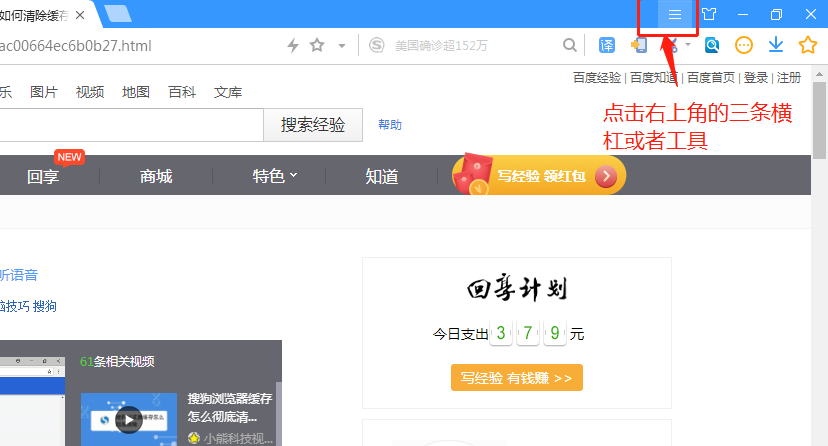 如何清除缓存
ac00664ec6b0b27.html
美国确诊超152万
译
百度经验 | 百度知道 | 百度首页 | 登录 | 注册
乐 图片 视频 地图 百科 文库
点击右上角的三条横
杠或者工具
搜索经验 帮助
NEW
回享 商城 特色 知道 写经验 领红包
听语音
脑技巧 搜狗
回享计划
今日支出 3 7 9 元
61条相关视频
写经验 有钱赚 >>
搜狗浏览器缓存
怎么彻底清...
小能科技视...